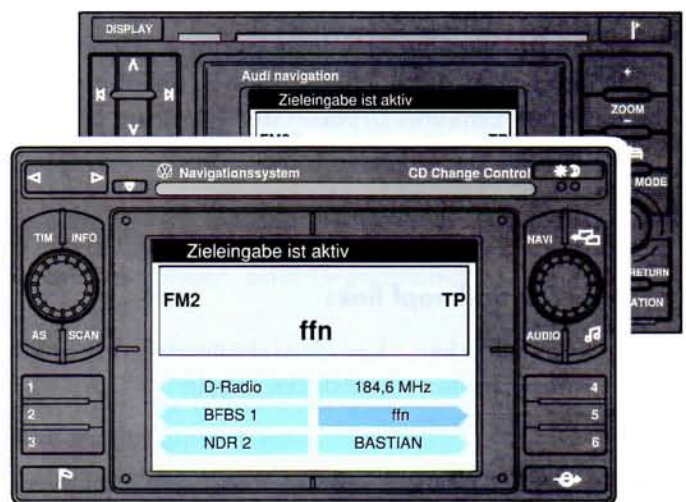 DISPLAY
Audi navigation
Zieleingabe ist aktiv
ZOOM
MODE
RETURN
Navigationssystem
CD Change Control
TIM
INFO
AS
SCAN
NAVI
AUDIO
Zieleingabe ist aktiv
FM2
TP
ffn
D-Radio
184,6 MHz
BFBS 1
ffn
NDR 2
BASTIAN
1
2
3
4
5
6